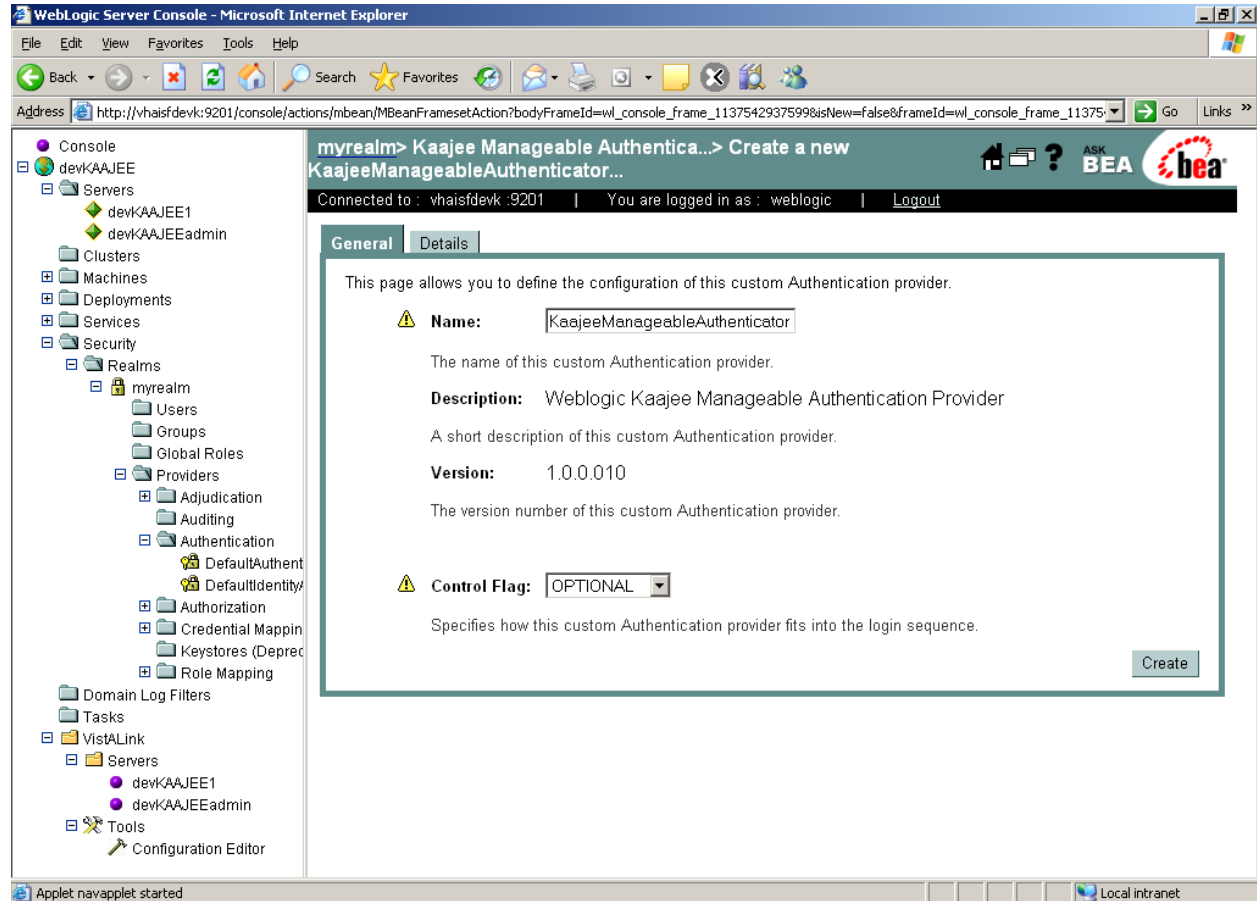 WebLogic Server Console - Microsoft Internet Explorer
File Edit View Favorites Tools Help
Back Search Favorites
Address http://vhaisfdevk:9201/console/actions/mbean/MBeanFramesetAction?bodyFrameId=wl_console_frame_1137542937599&isNew=false&frameId=wl_console_frame_11375 Go Links »
Console
devKAAJEE
Servers
devKAAJEE1
devKAAJEEadmin
Clusters
Machines
Deployments
Services
Security
Realms
myrealm
Users
Groups
Global Roles
Providers
Adjudication
Auditing
Authentication
DefaultAuthent
DefaultIdentityA
Authorization
Credential Mappin
Keystores (Deprec
Role Mapping
Domain Log Filters
Tasks
VistALink
Servers
devKAAJEE1
devKAAJEEadmin
Tools
Configuration Editor
myrealm> Kaajee Manageable Authentica...> Create a new
KaajeeManageableAuthenticator...
? ASK BEA bea
Connected to : vhaisfdevk :9201 | You are logged in as : weblogic | Logout
General Details
This page allows you to define the configuration of this custom Authentication provider.
Name: KaajeeManageableAuthenticator
The name of this custom Authentication provider.
Description: Weblogic Kaajee Manageable Authentication Provider
A short description of this custom Authentication provider.
Version: 1.0.0.010
The version number of this custom Authentication provider.
Control Flag: OPTIONAL
Specifies how this custom Authentication provider fits into the login sequence.
Create
Applet navapplet started
Local intranet